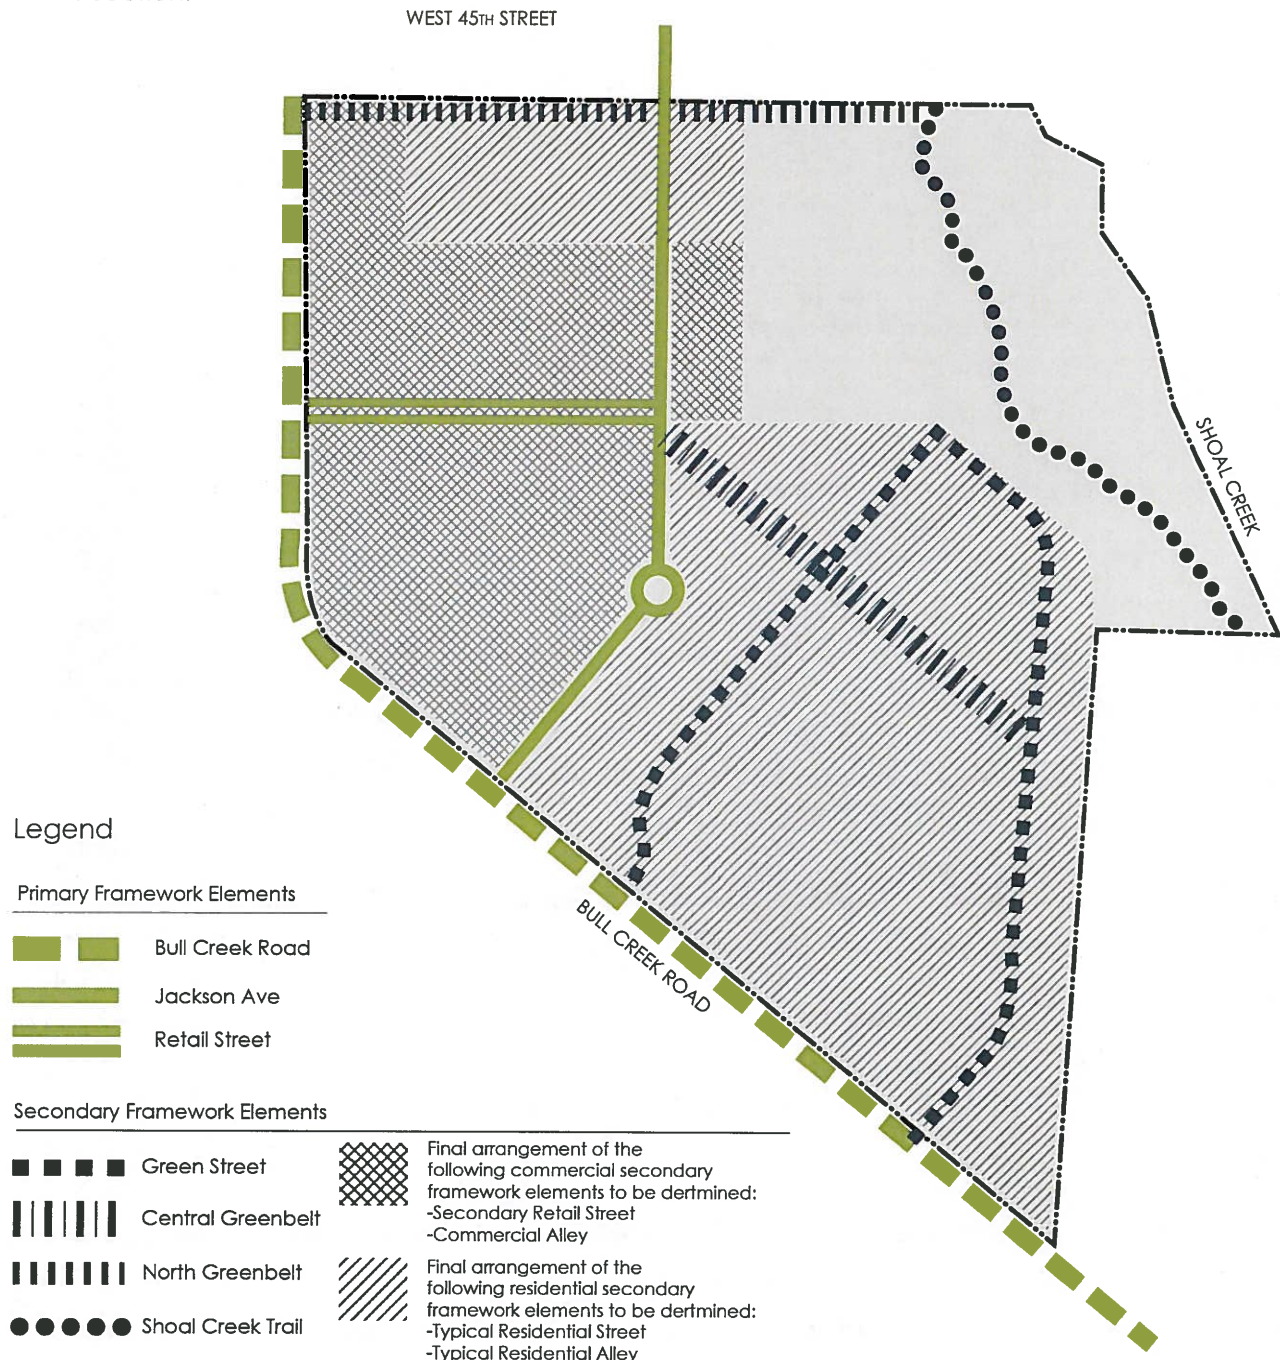 WEST 45TH STREET
SHOAL CREEK
BULL CREEK ROAD
Legend
Primary Framework Elements
Bull Creek Road
Jackson Ave
Retail Street
Secondary Framework Elements
Green Street
Central Greenbelt
North Greenbelt
Shoal Creek Trail
Final arrangement of the
following commercial secondary
framework elements to be dertmined:
-Secondary Retail Street
-Commercial Alley
Final arrangement of the
following residential secondary
framework elements to be dertmined:
-Typical Residential Street
-Typical Residential Alley